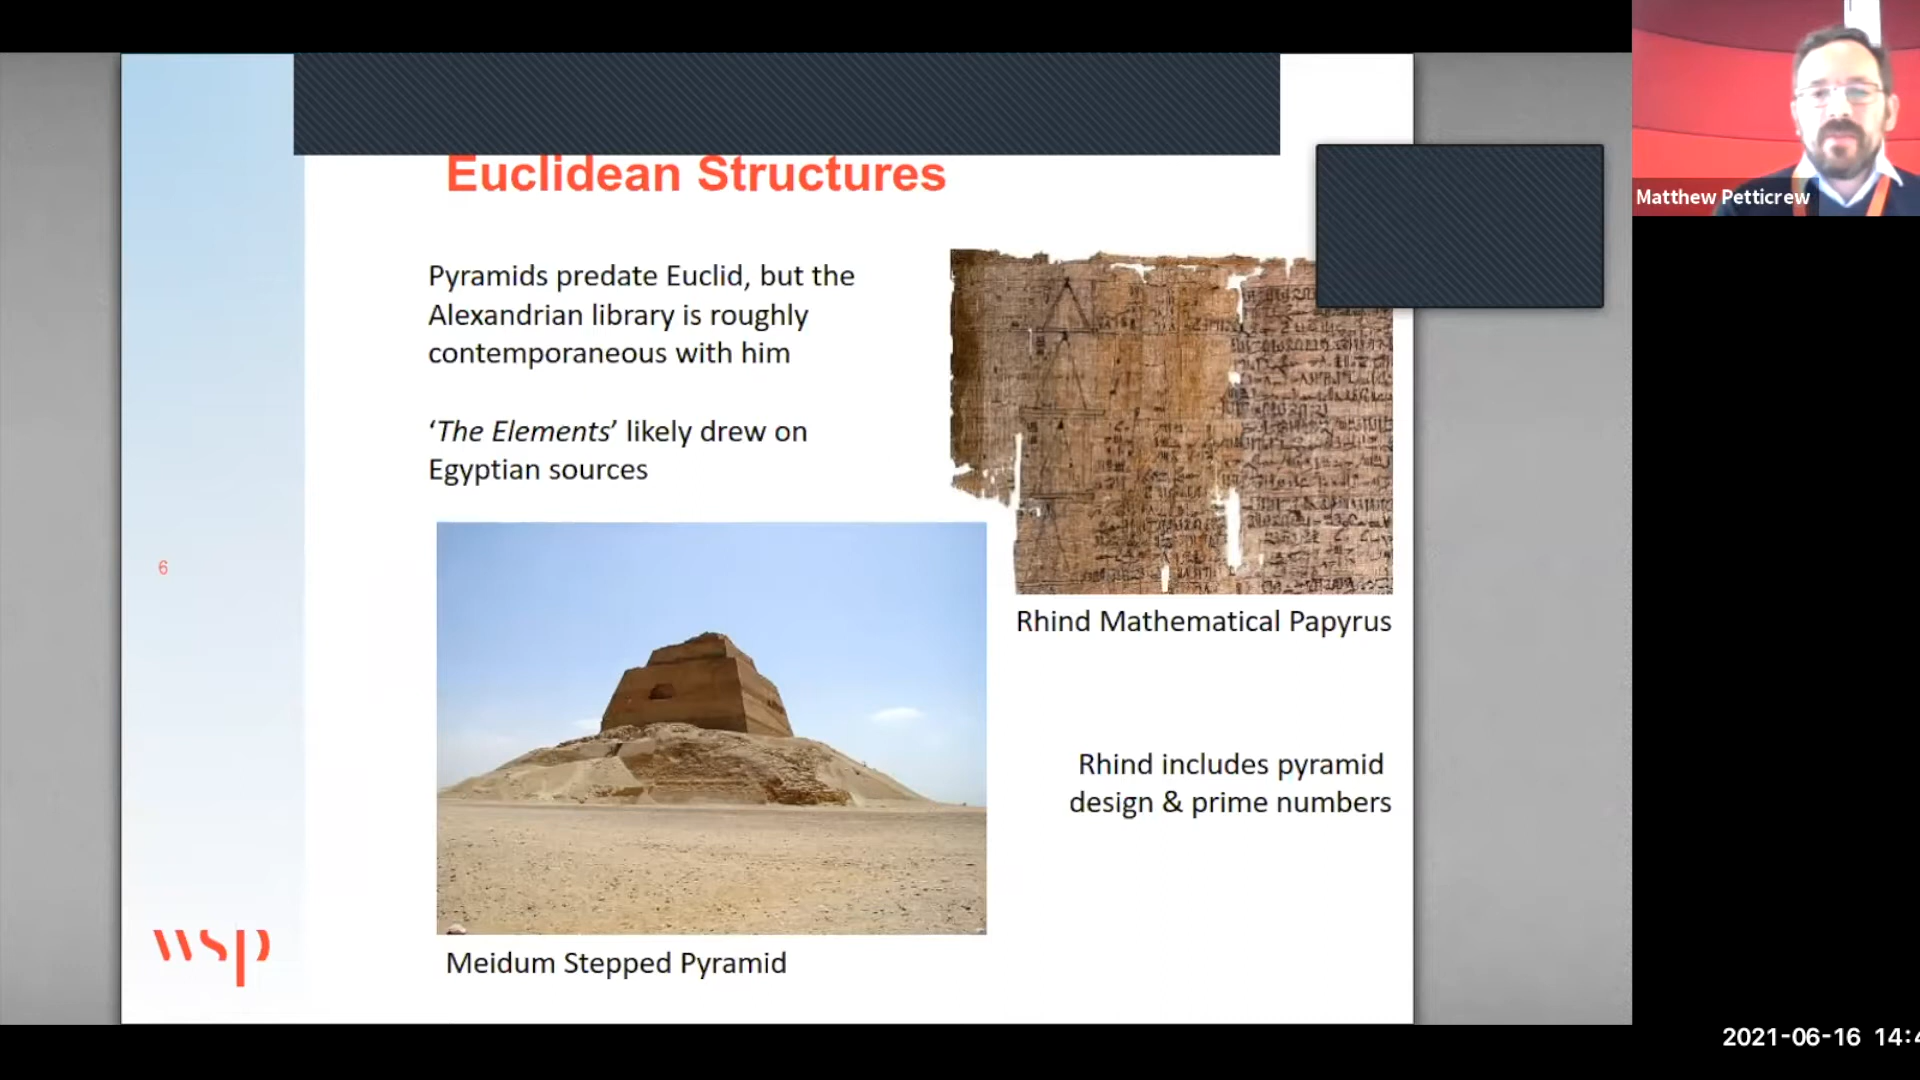 Euclidean Structures
Pyramids predate Euclid, but the
Alexandrian library is roughly
contemporaneous with him
‘The Elements’ likely drew on
Egyptian sources
Rhind Mathematical Papyrus
Rhind includes pyramid
design & prime numbers
Meidum Stepped Pyramid
6
wsp
Matthew Petticrew
2021-06-16 14:4